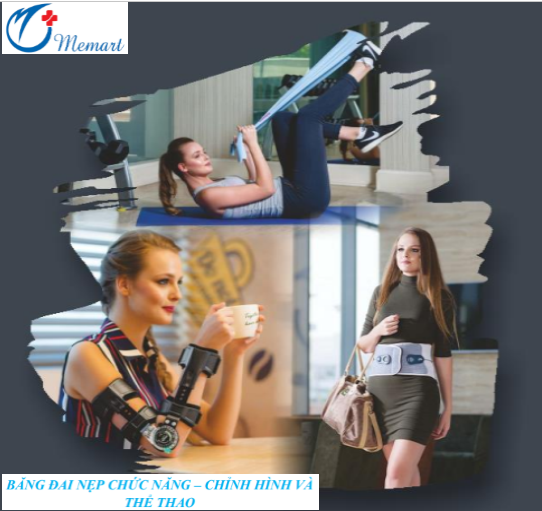 Memart
BĂNG ĐAI NẸP CHỨC NĂNG – CHỈNH HÌNH VÀ
THỂ THAO